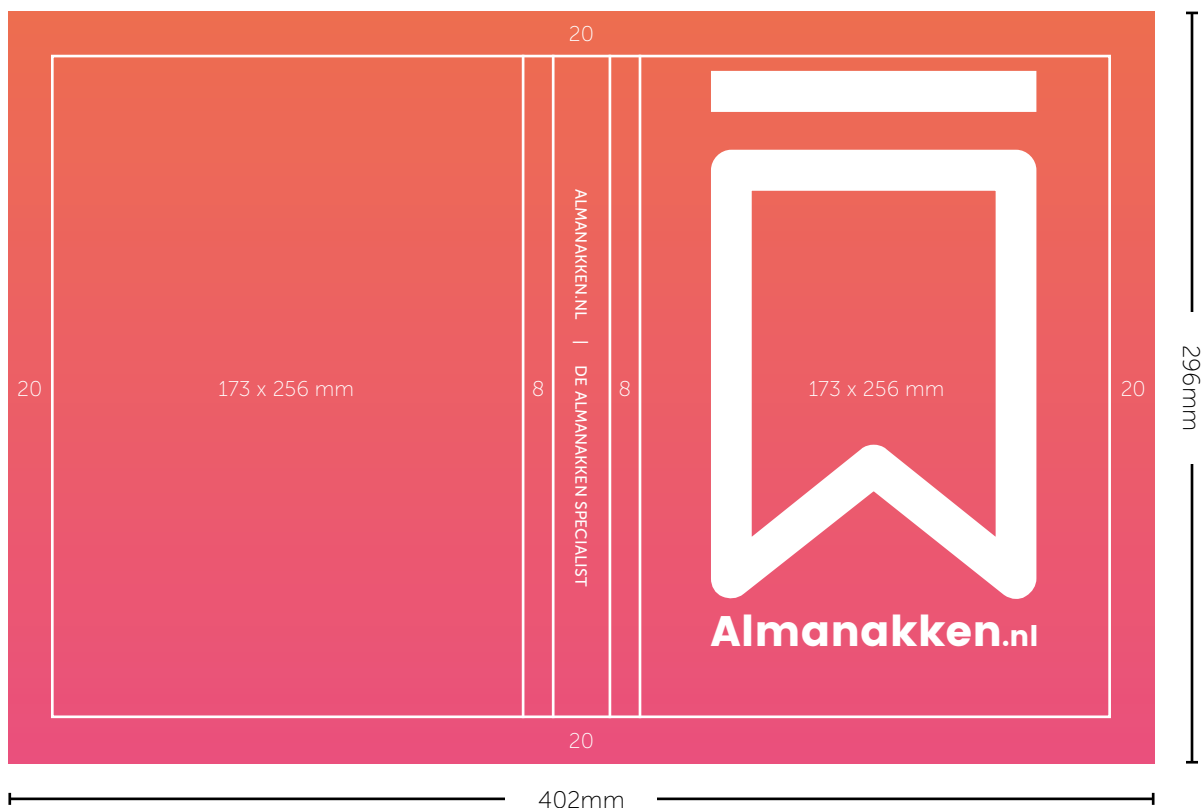 20
20
173 x 256 mm
8
ALMANAKKEN.NL | DE ALMANAKKEN SPECIALIST
8
173 x 256 mm
20
Almanakken.nl
20
296mm
402mm